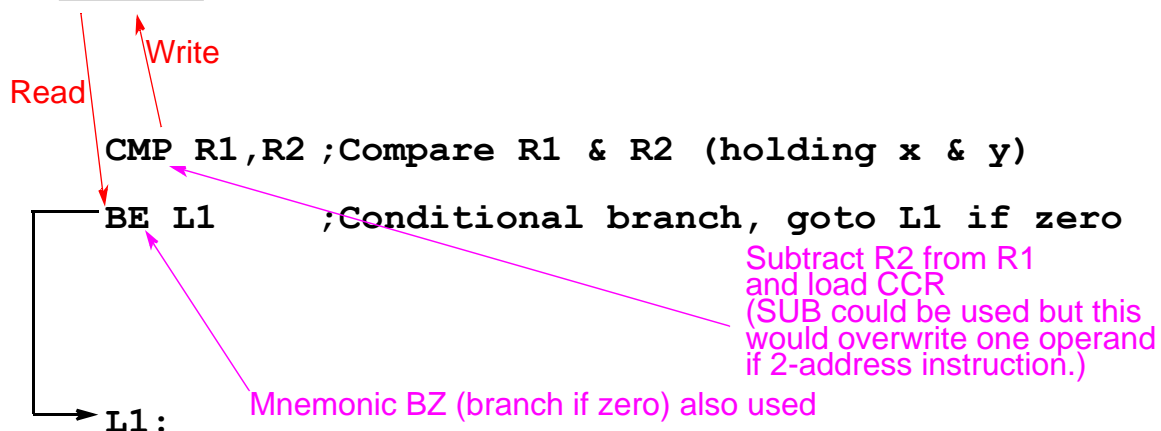 Write
Read
CMP R1,R2 ;Compare R1 & R2 (holding x & y)
BE L1 ;Conditional branch, goto L1 if zero
Subtract R2 from R1
and load CCR
(SUB could be used but this
would overwrite one operand
if 2-address instruction.)
Mnemonic BZ (branch if zero) also used
L1: